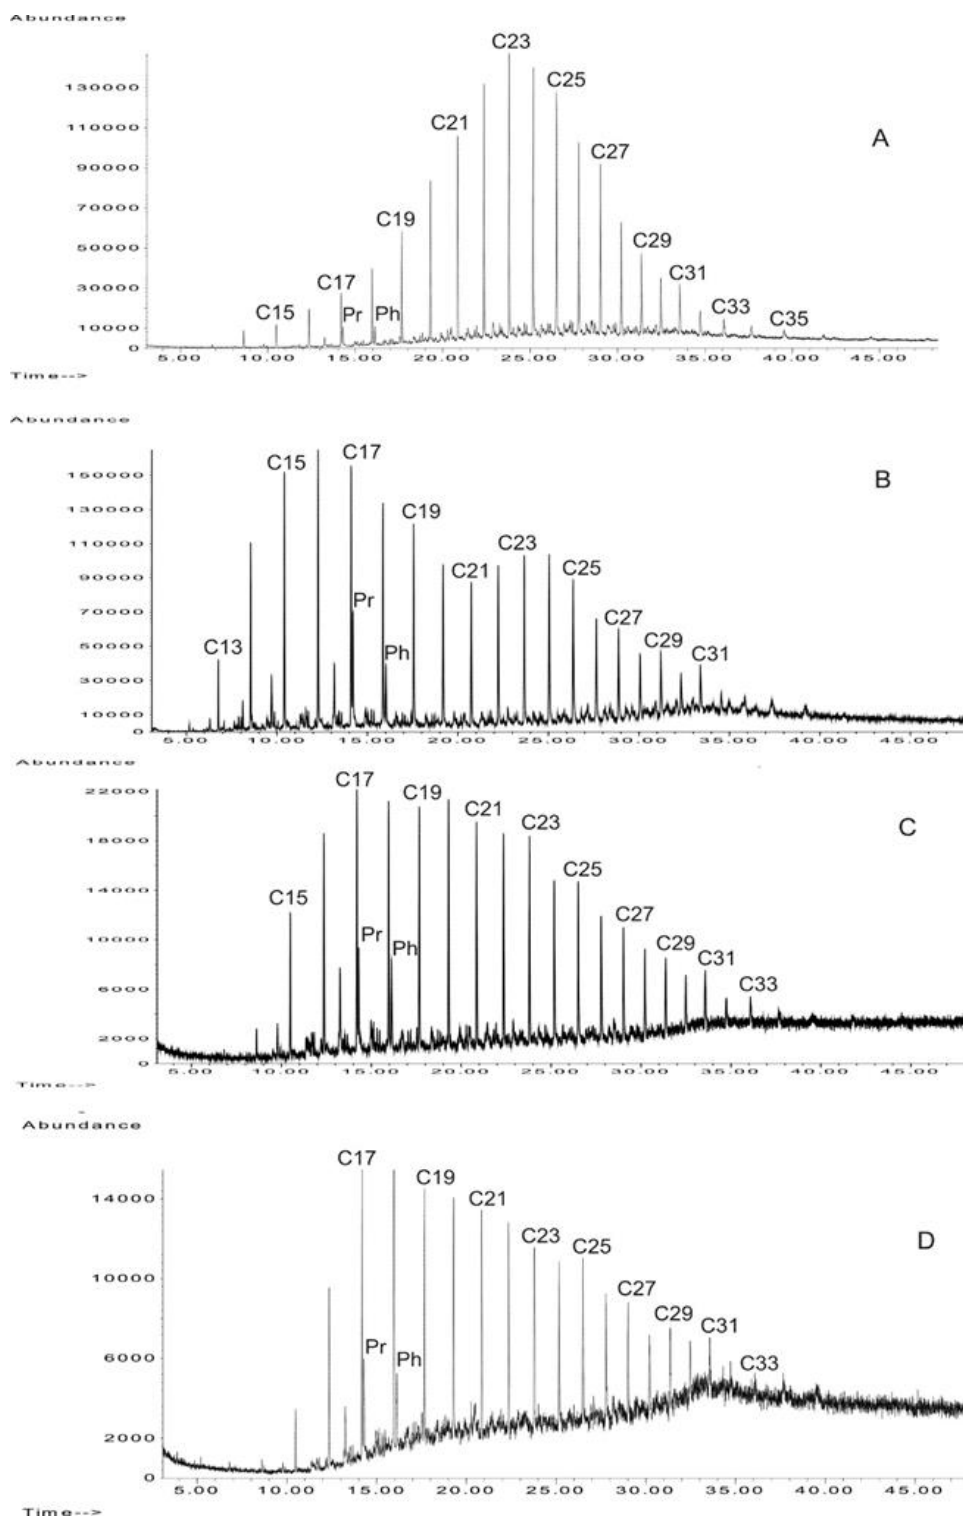 Abundance
C23
130000
C25
110000
C21
A
90000
C27
70000
C19
50000
C29
C17
C31
30000
C15 Pr Ph C33 C35
10000
5.00 10.00 15.00 20.00 25.00 30.00 35.00 40.00 45.00
Time-->
Abundance
C17
150000 C15 B
130000
C19
110000 C23
C21 C25
90000
Pr
70000
C13 Ph C27
50000 C29 C31
30000
10000
0
5.00 10.00 15.00 20.00 25.00 30.00 35.00 40.00 45.00
Abundance
C17
22000 C19
C21 C23 C
18000
C15 C25
14000
Pr C27
10000 Ph C29
C31
6000 C33
2000
0
5.00 10.00 15.00 20.00 25.00 30.00 35.00 40.00 45.00
Time-->
Abundance
C17
C19
14000 C21
C23 C25 D
10000 C27
C29
C31
6000 Pr Ph C33
2000
0
5.00 10.00 15.00 20.00 25.00 30.00 35.00 40.00 45.00
Time-->